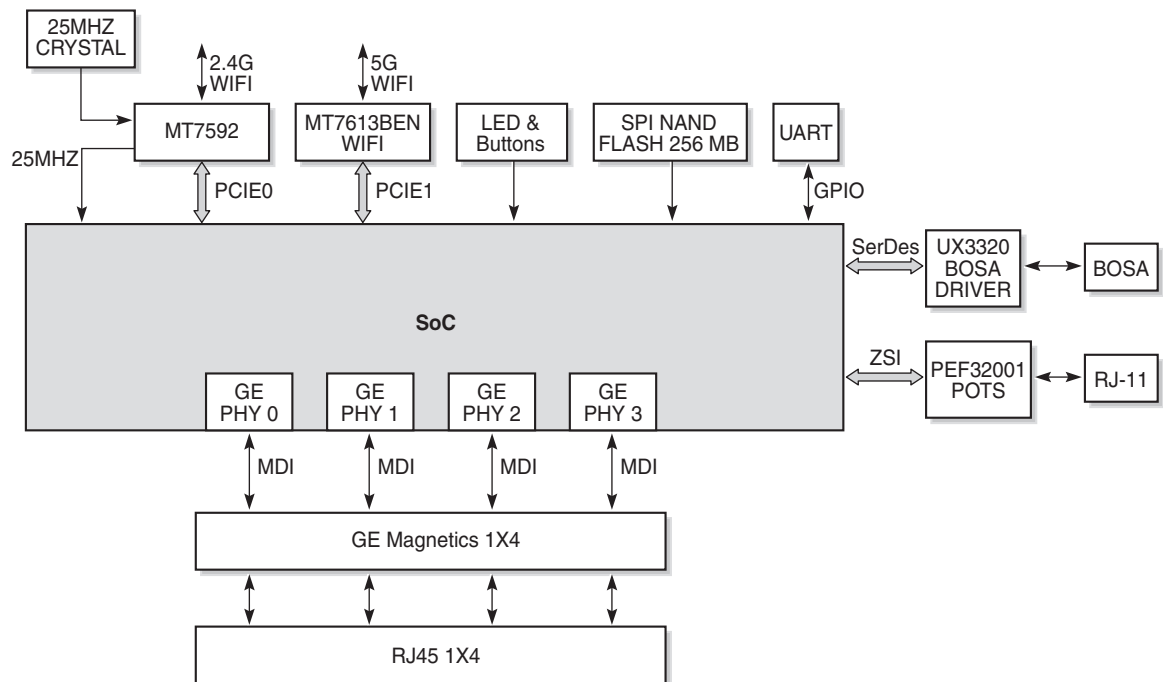 25MHZ
CRYSTAL
2.4G
WIFI
5G
WIFI
MT7592
MT7613BEN
WIFI
LED &
Buttons
SPI NAND
FLASH 256 MB
UART
25MHZ
PCIE0
PCIE1
GPIO
SerDes
UX3320
BOSA
DRIVER
BOSA
SoC
ZSI
PEF32001
POTS
RJ-11
GE
PHY 0
GE
PHY 1
GE
PHY 2
GE
PHY 3
MDI
MDI
MDI
MDI
GE Magnetics 1X4
RJ45 1X4